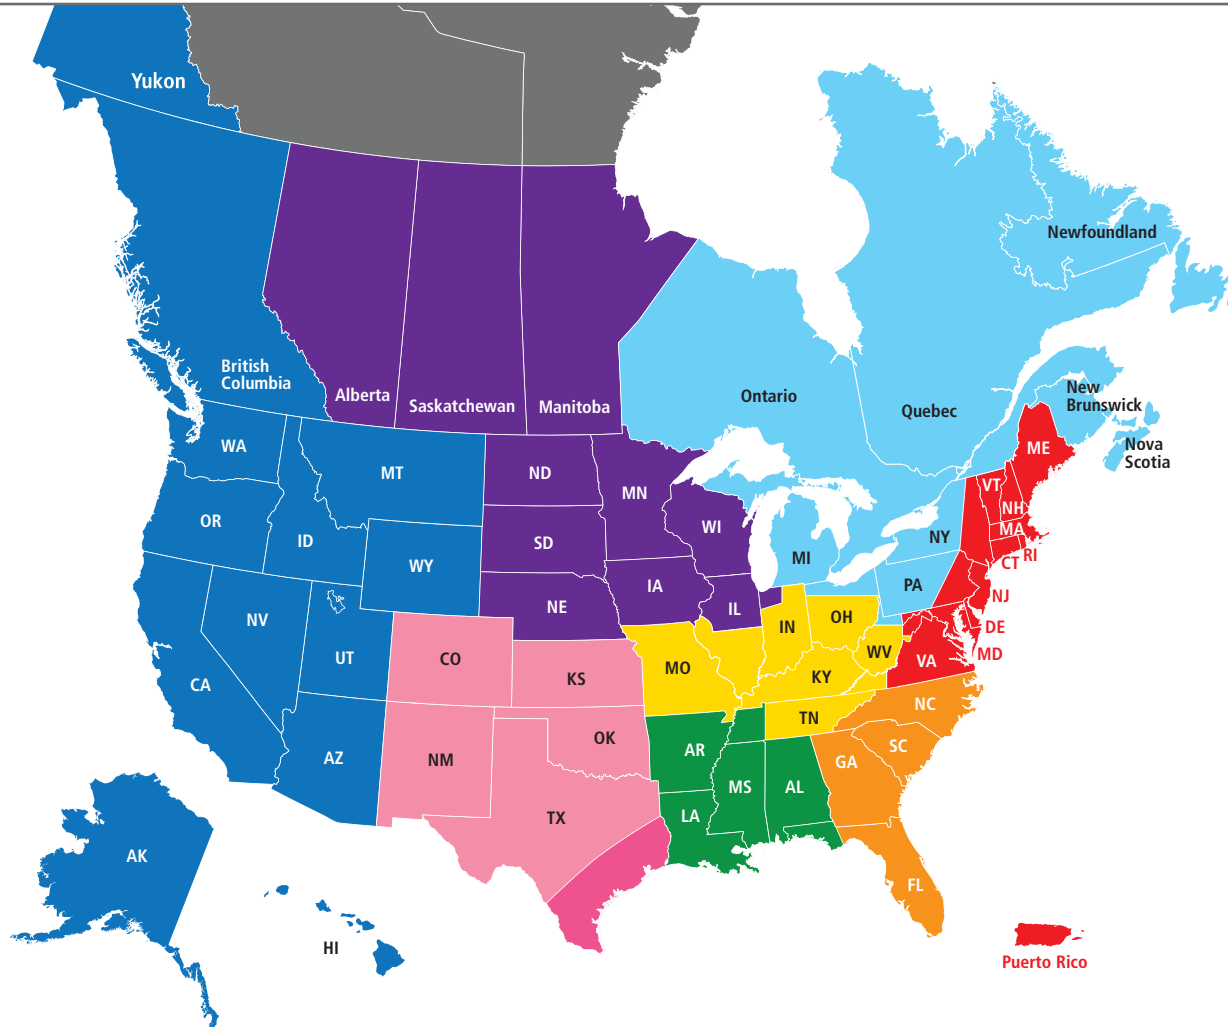 Yukon
Newfoundland
British
Columbia
Alberta
Saskatchewan
Manitoba
Ontario
Quebec
New
Brunswick
Nova
Scotia
WA
MT
ND
MN
ME
VT
NH
MA
RI
CT
OR
ID
WY
SD
WI
MI
NY
PA
NJ
DE
MD
NV
UT
NE
IA
IL
IN
OH
WV
VA
CA
CO
KS
MO
KY
TN
NC
AZ
NM
OK
AR
SC
GA
MS
AL
TX
LA
FL
AK
HI
Puerto Rico